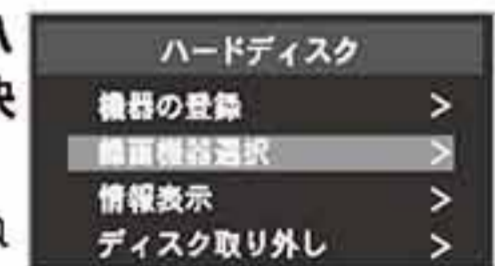 ハードディスク
機器の登録 >
録画機器選択 >
情報表示 >
ディスク取り外し >